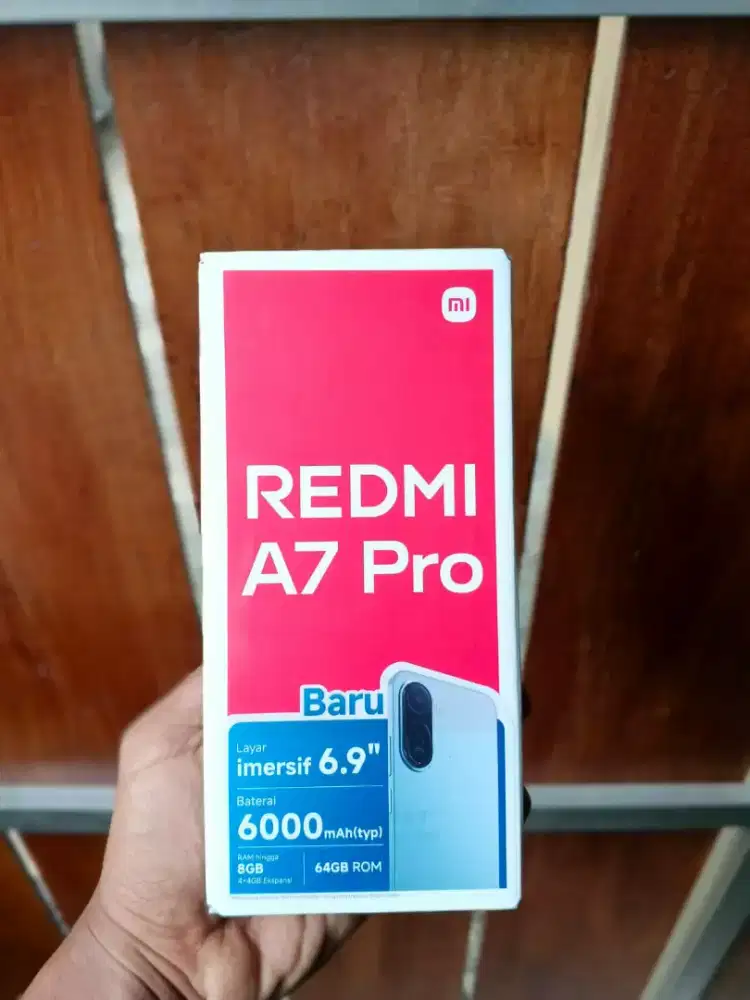 mi
REDMI
A7 Pro
Baru
Layar
imersif 6.9"
Baterai
6000mAh(typ)
RAM hingga
8GB
4+4GB Ekspansi
64GB ROM